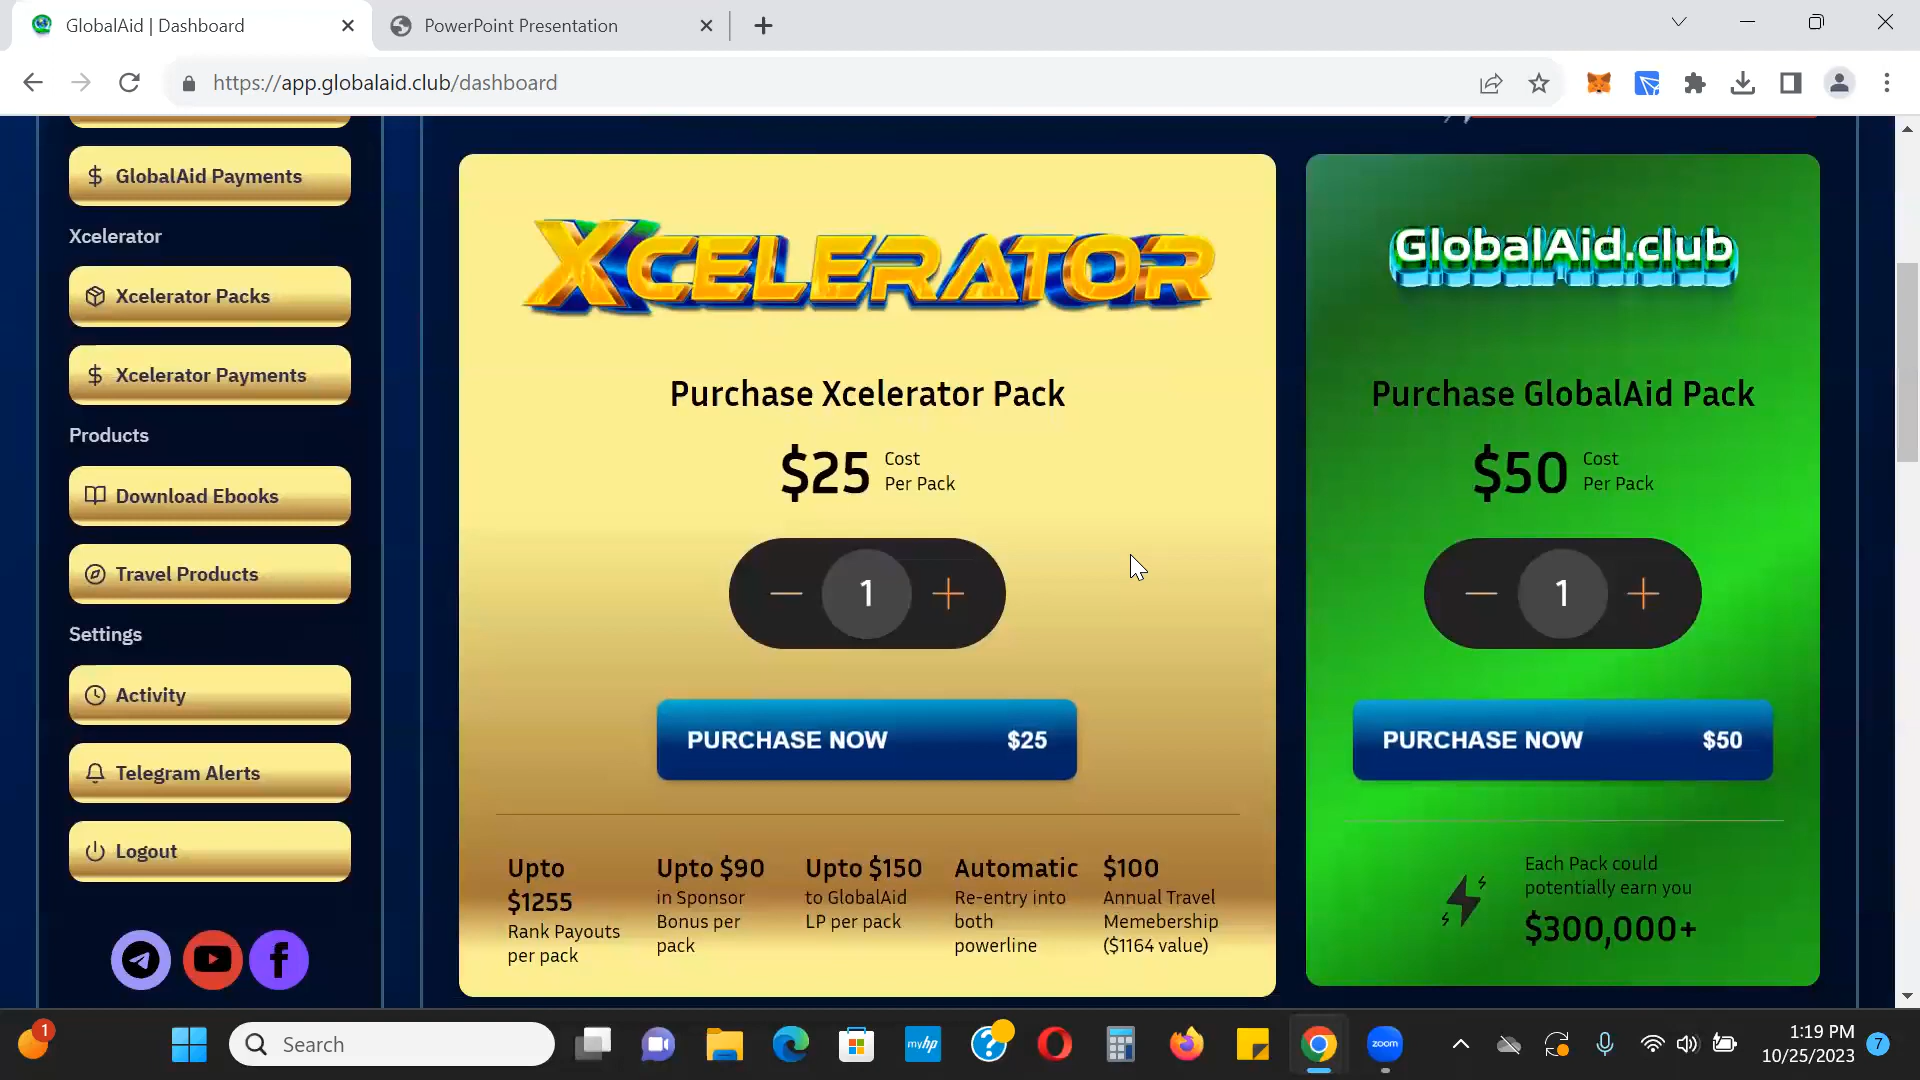 GlobalAid | Dashboard
PowerPoint Presentation
https://app.globalaid.club/dashboard
GlobalAid Payments
Xcelerator
Xcelerator Packs
Xcelerator Payments
Products
Download Ebooks
Travel Products
Settings
Activity
Telegram Alerts
Logout
XCELERATOR
Purchase Xcelerator Pack
$25
Cost
Per Pack
1
PURCHASE NOW $25
Upto
$1255
Rank Payouts
per pack
Upto $90
in Sponsor
Bonus per
pack
Upto $150
to GlobalAid
LP per pack
Automatic
Re-entry into
both
powerline
$100
Annual Travel
Memebership
($1164 value)
GlobalAid.club
Purchase GlobalAid Pack
$50
Cost
Per Pack
1
PURCHASE NOW $50
Each Pack could
potentially earn you
$300,000+
1
Search
myhp
zoom
1:19 PM
10/25/2023
7